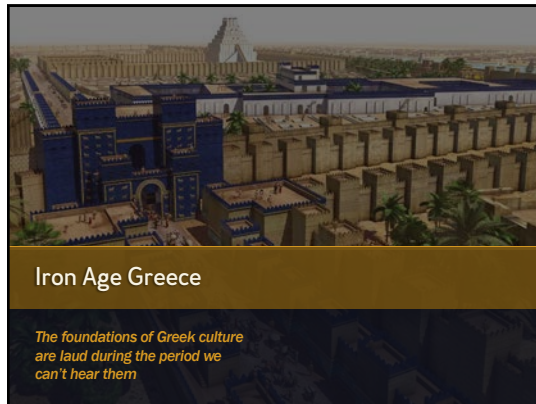 Iron Age Greece
The foundations of Greek culture
are laud during the period we
can't hear them